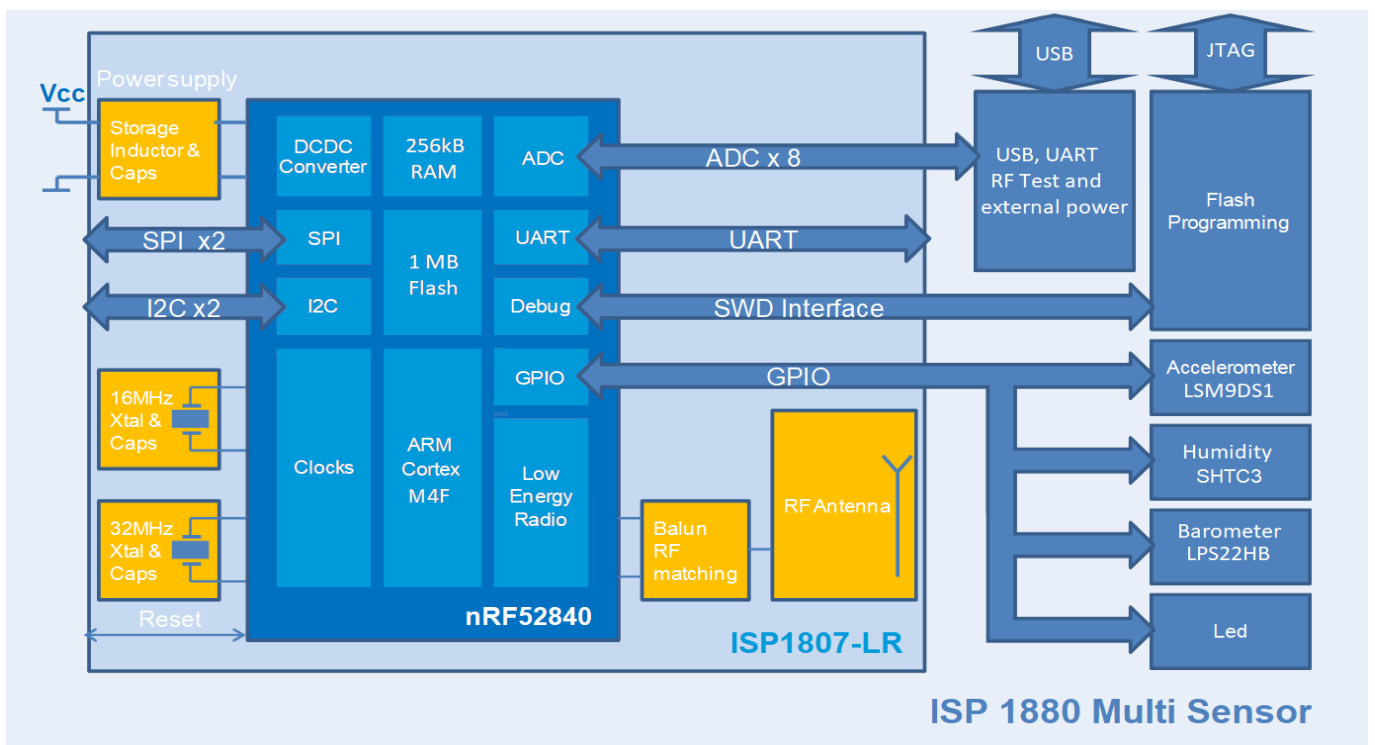 Power supply
Vcc
Storage
Inductor &
Caps
DCDC
Converter
256kB
RAM
ADC
ADC x 8
USB
JTAG
USB, UART
RF Test and
external power
Flash
Programming
SPI x2
SPI
1 MB
Flash
UART
UART
I2C x2
I2C
Debug
SWD Interface
16MHz
Xtal &
Caps
Clocks
ARM
Cortex
M4F
GPIO
GPIO
Accelerometer
LSM9DS1
Humidity
SHTC3
Low
Energy
Radio
RF Antenna
32MHz
Xtal &
Caps
Balun
RF
matching
Barometer
LPS22HB
Reset
nRF52840
Led
ISP1807-LR
ISP 1880 Multi Sensor